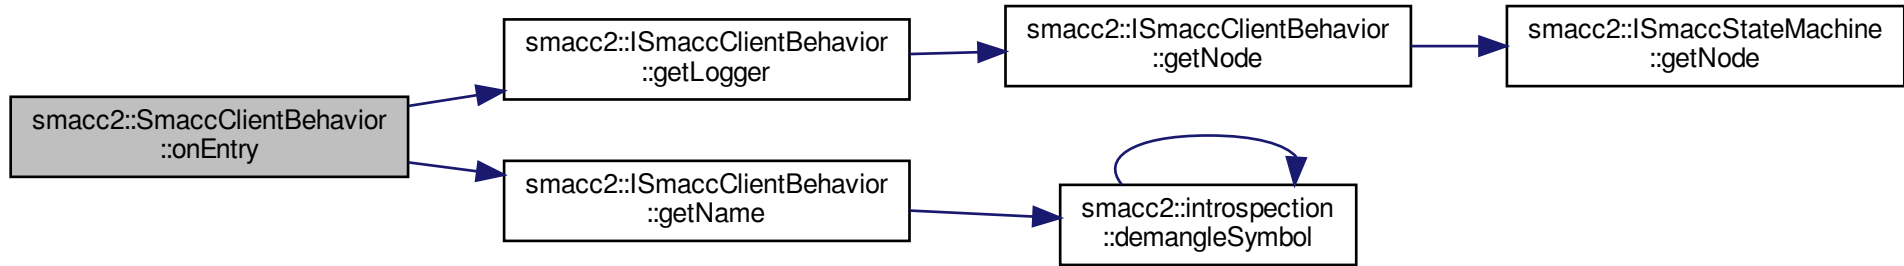 smacc2::SmaccClientBehavior
::onEntry
smacc2::ISmaccClientBehavior
::getLogger
smacc2::ISmaccClientBehavior
::getNode
smacc2::ISmaccStateMachine
::getNode
smacc2::ISmaccClientBehavior
::getName
smacc2::introspection
::demangleSymbol